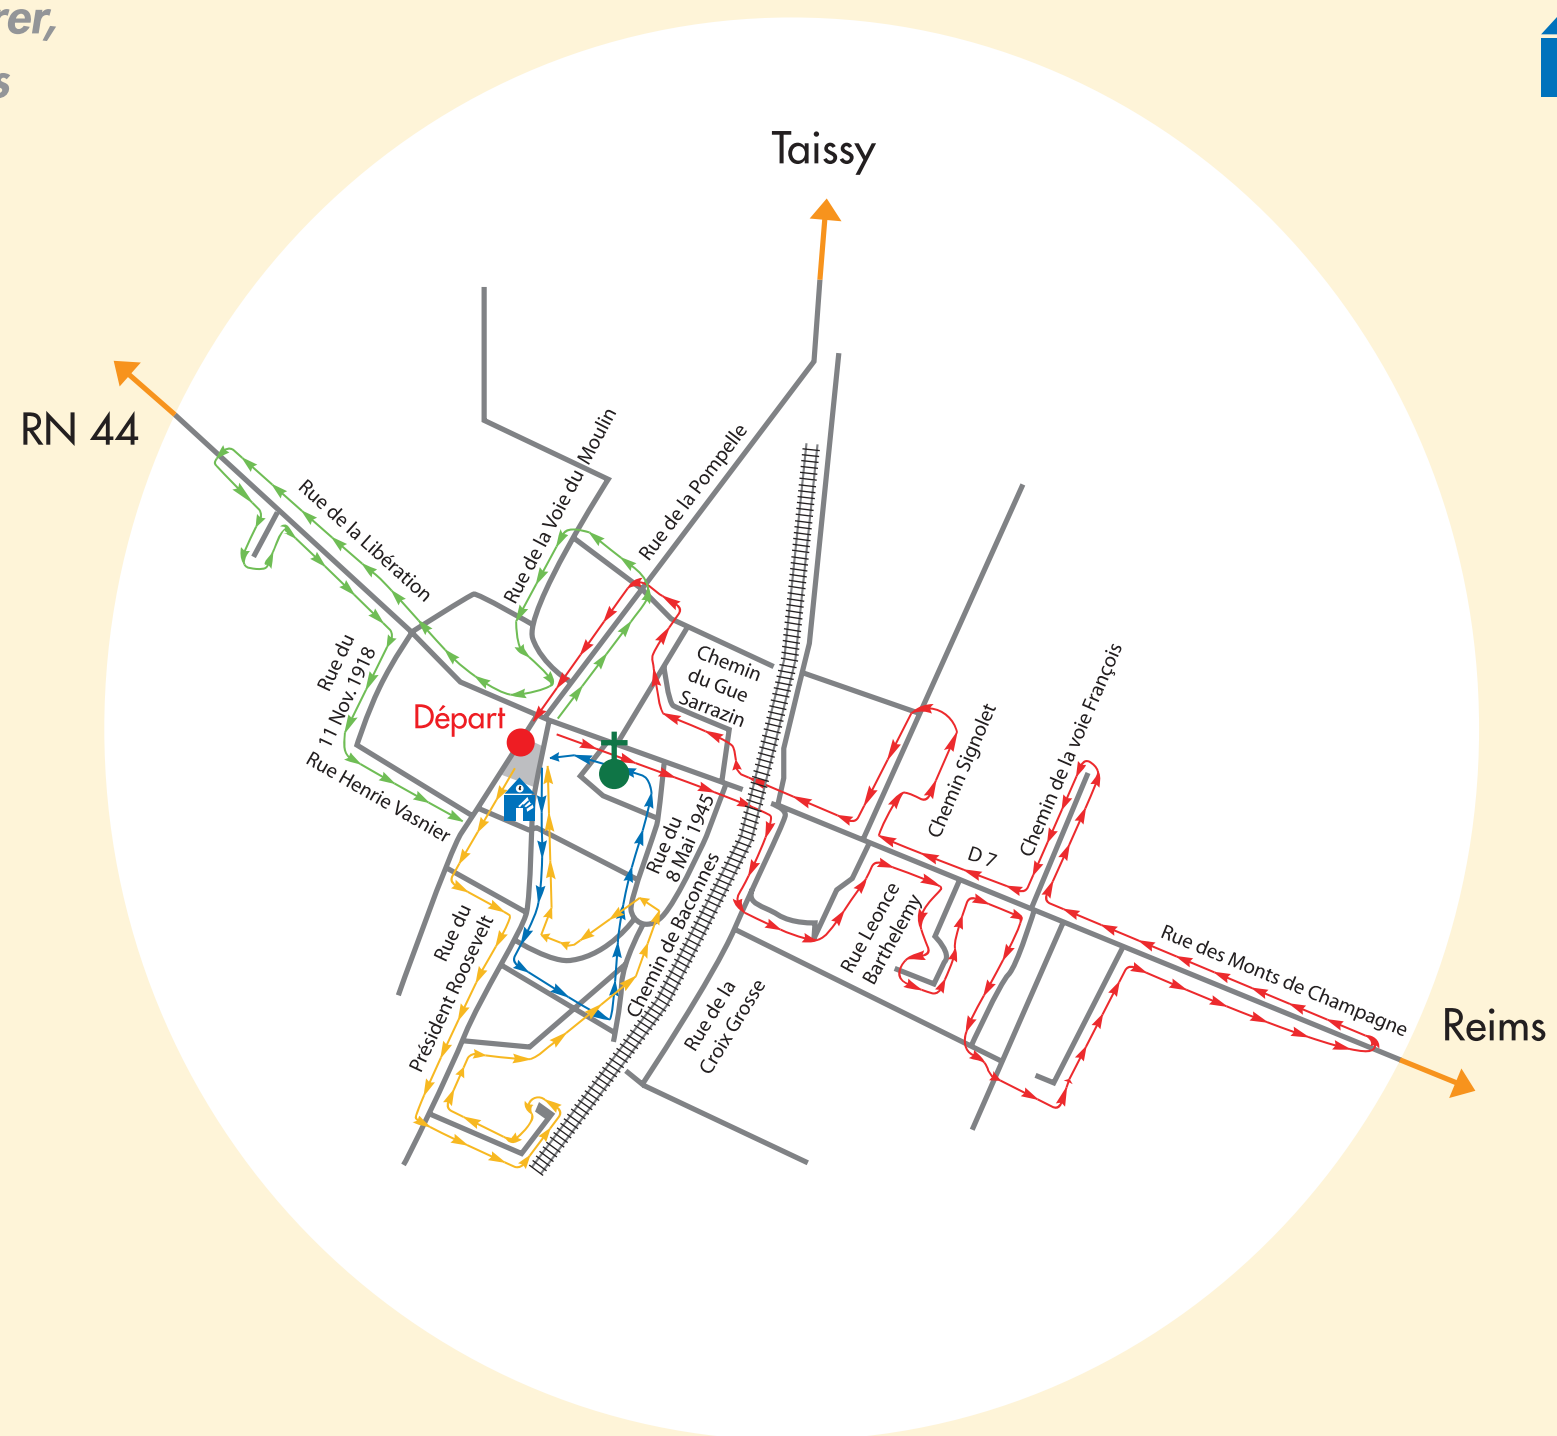 Taissy
RN 44
Rue de la Libération
Rue de la Voie du Moulin
Rue de la Pompelle
Rue du
11 Nov. 1918
Rue Henrie Vasnier
Départ
Chemin
du Gue
Sarrazin
Chemin Signolet
Chemin de la voie François
D 7
Rue du
8 Mai 1945
Chemin de Baconnes
Rue Leonce
Barthelemy
Rue du
Président Roosevelt
Rue de la
Croix Grosse
Rue des Monts de Champagne
Reims